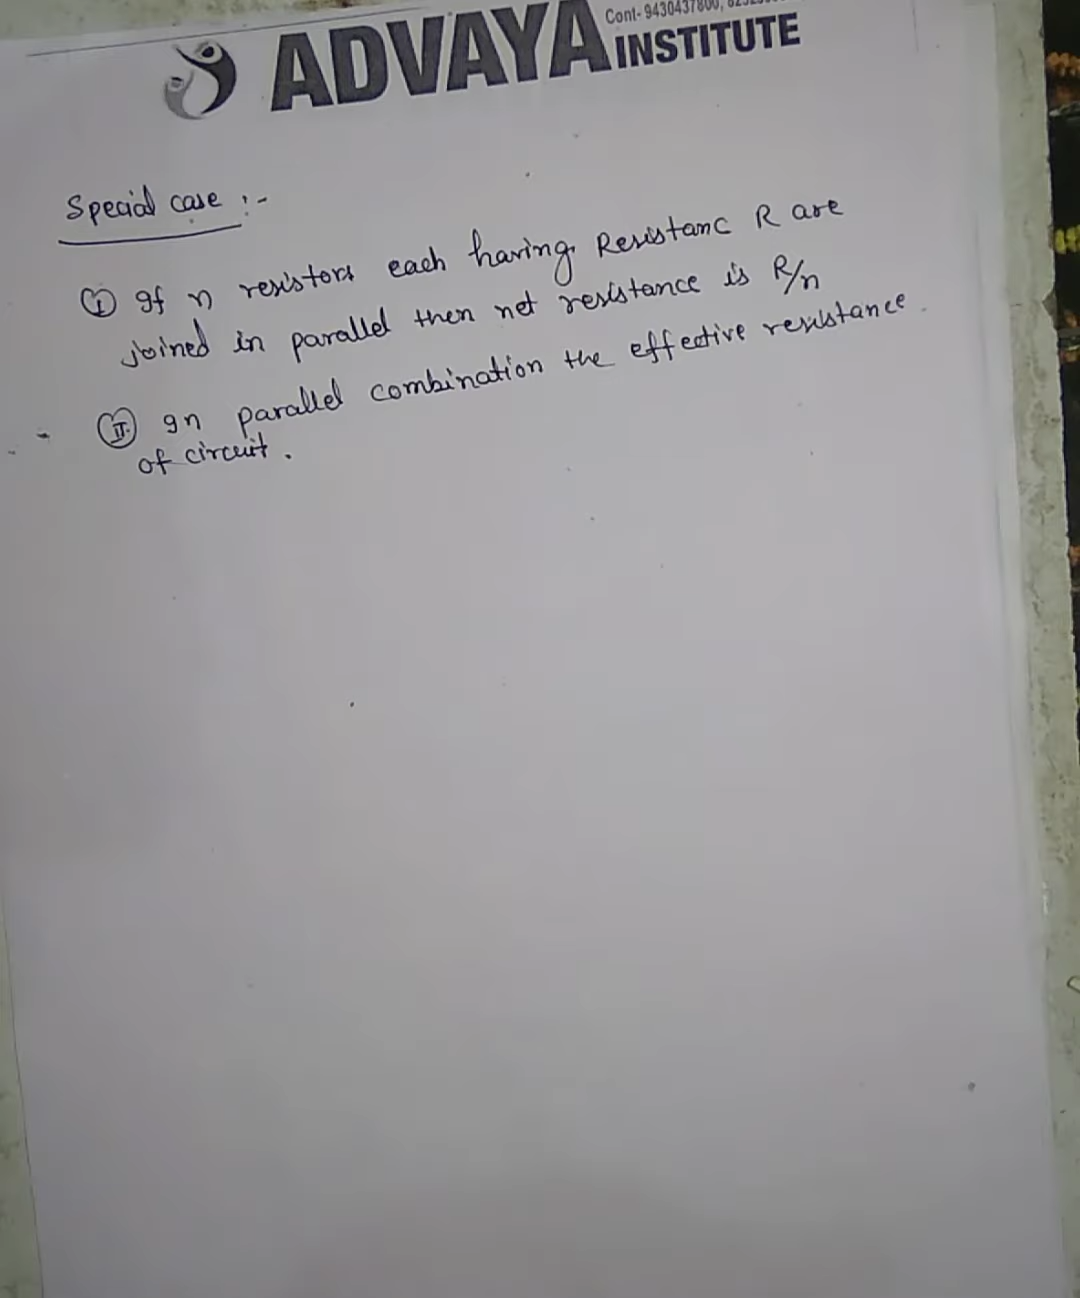 Cont- 9430437800,
ADVAYA INSTITUTE
Special case :-
(I) If n resistors each having Resistanc R are
joined in parallel then net resistance is R/n
(II) In parallel combination the effective resistance
of circuit.